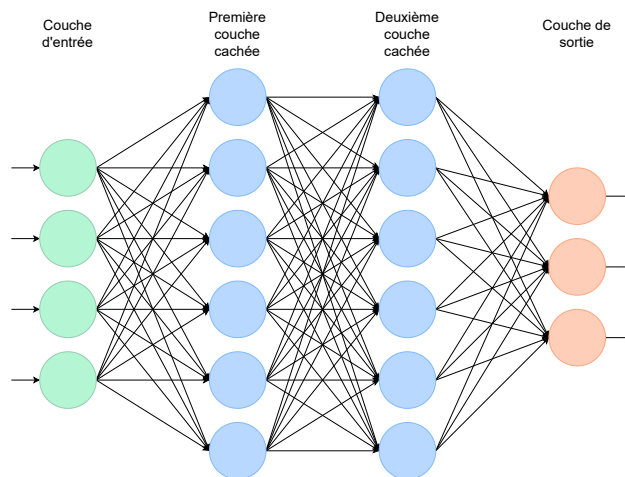 Couche
d'entrée
Première
couche
cachée
Deuxième
couche
cachée
Couche de
sortie